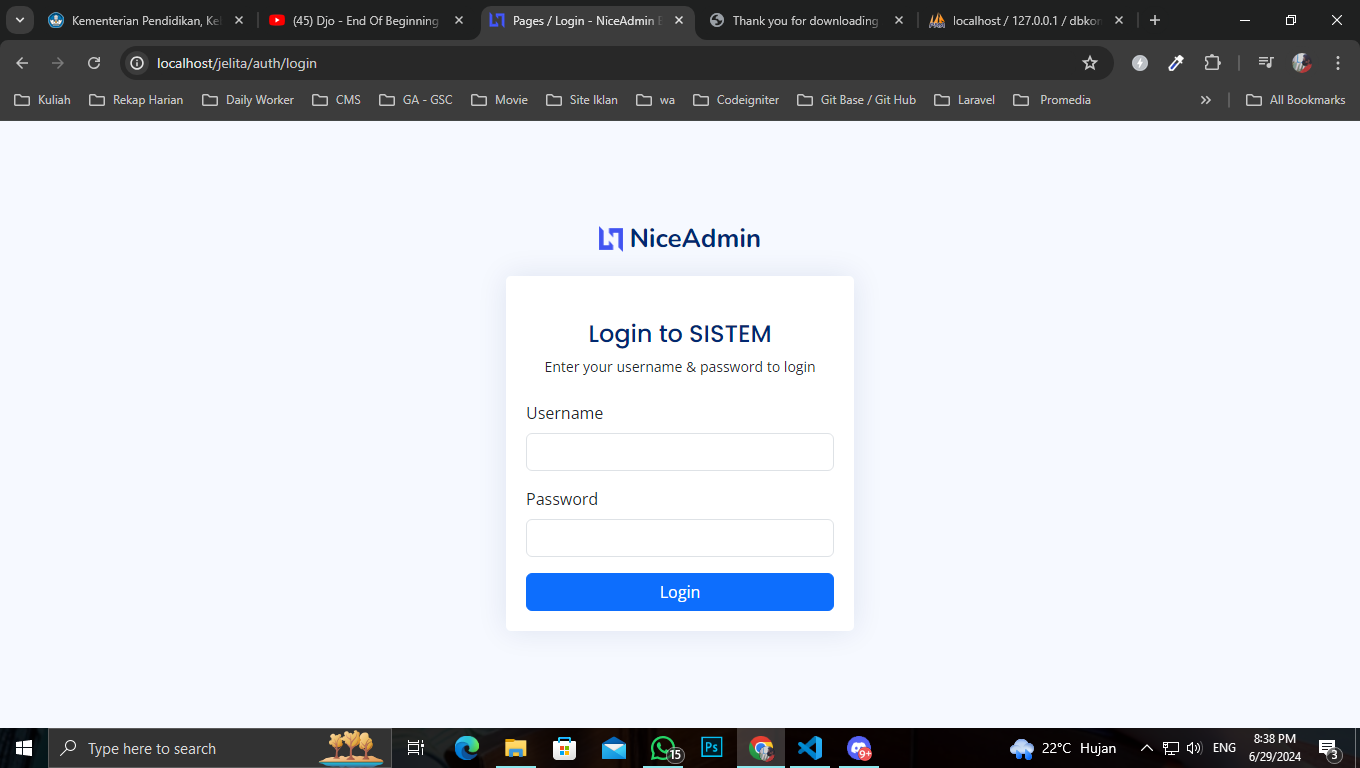 Kementerian Pendidikan, Ke
(45) Djo - End Of Beginning
Pages / Login - NiceAdmin B
Thank you for downloading
localhost / 127.0.0.1 / dbkon
localhost/jelita/auth/login
Kuliah
Rekap Harian
Daily Worker
CMS
GA - GSC
Movie
Site Iklan
wa
Codeigniter
Git Base / Git Hub
Laravel
Promedia
All Bookmarks
NiceAdmin
Login to SISTEM
Enter your username & password to login
Username
Password
Login
Type here to search
15
Ps
9+
22°C Hujan
ENG
8:38 PM
6/29/2024
3